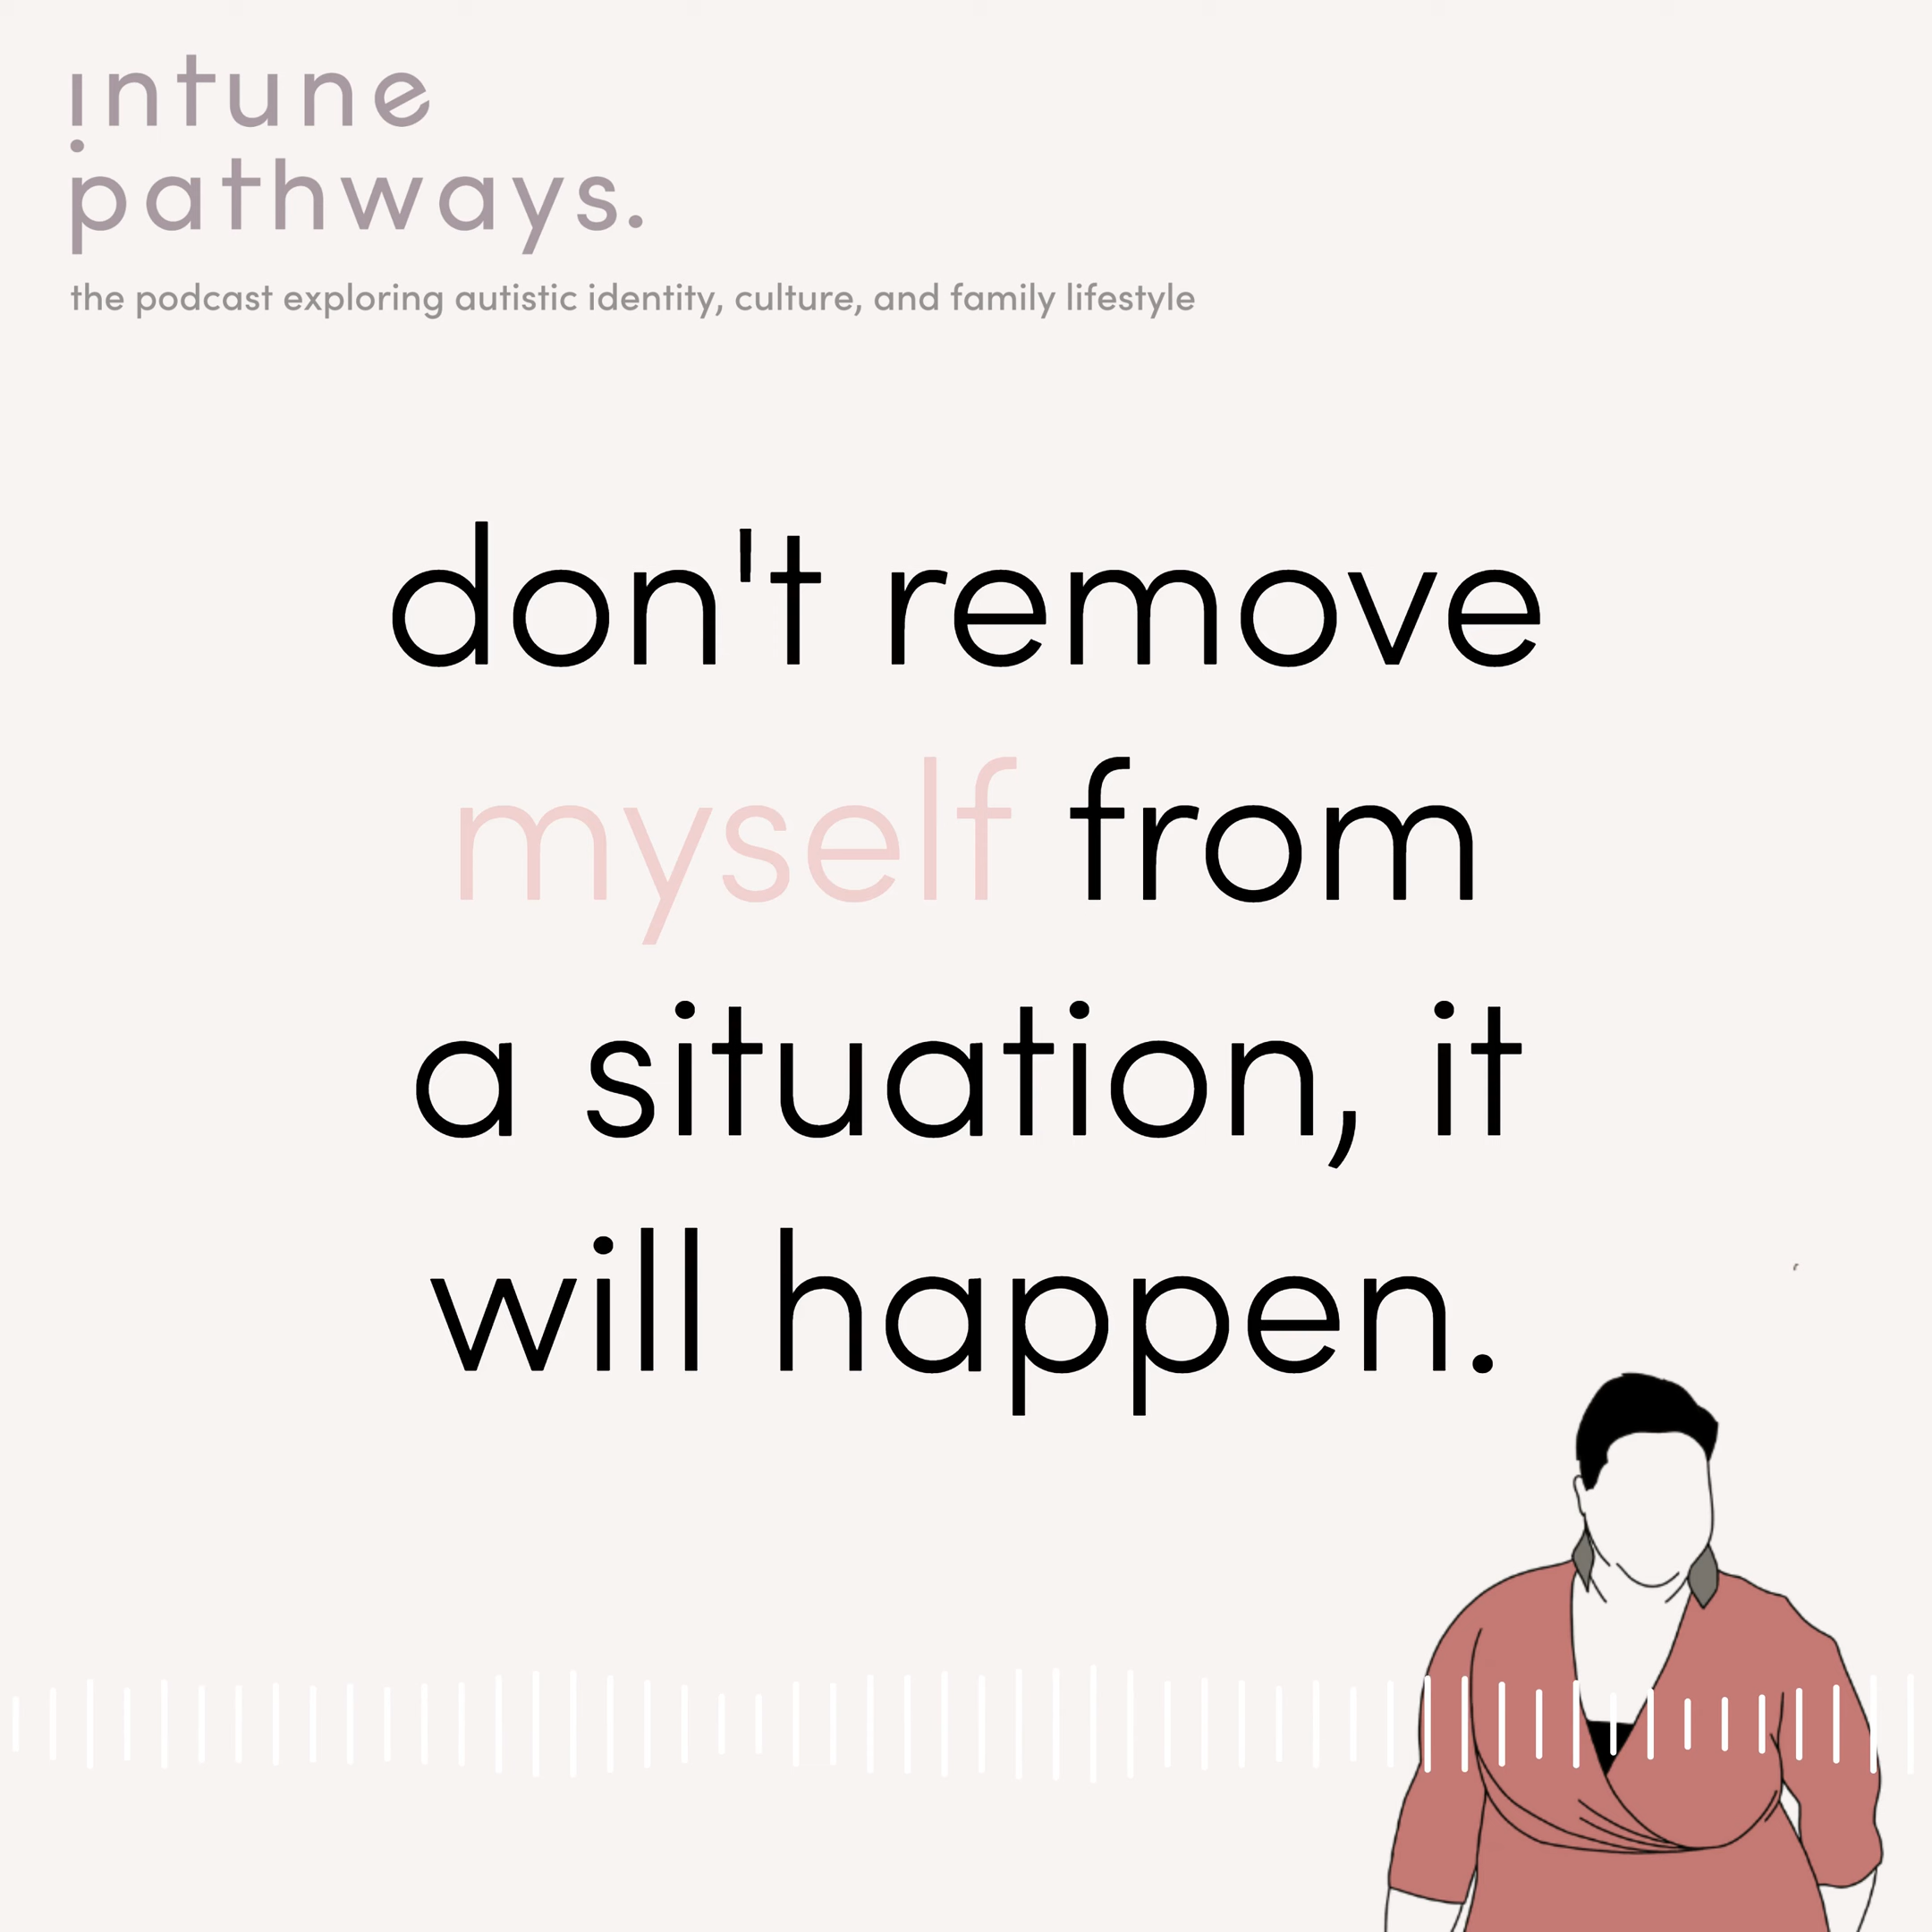 intune
pathways.
the podcast exploring autistic identity, culture, and family lifestyle
don't remove
myself from
a situation, it
will happen.